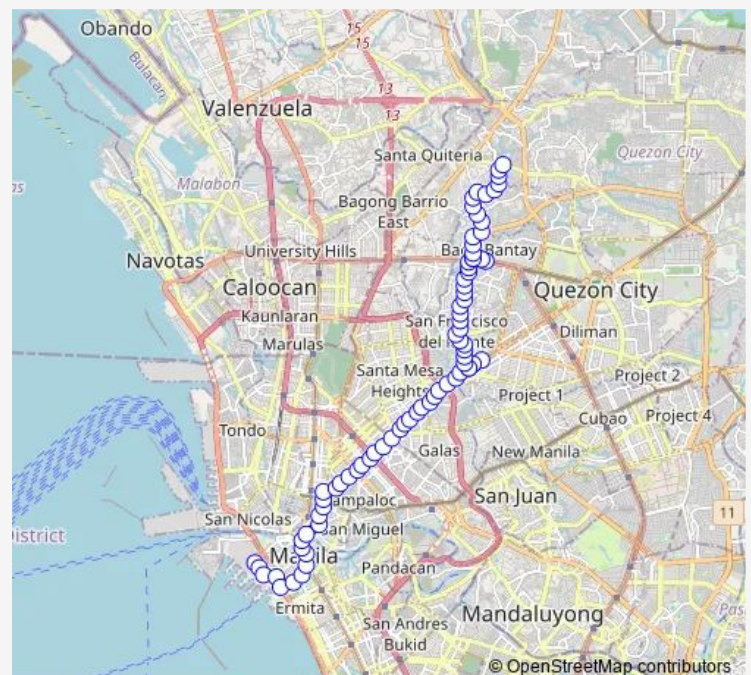 Obando
15
15
Bulacan
Valenzuela
13
13
Santa Quiteria
Quezon City
Malabon
Bagong Barrio
East
Navotas
University Hills
Bantay
Caloocan
Quezon City
Kaunlaran
San Francisco
del Monte
Diliman
Marulas
Santa Mesa
Heights
Project 2
Project 1
Tondo
Cubao
Project 4
Galas
New Manila
San Nicolas
ampaloc
San Juan
11
District
San Miguel
Manila
Pandacan
Ermita
Mandaluyong
San Andres
Bukid
© OpenStreetMap contributors